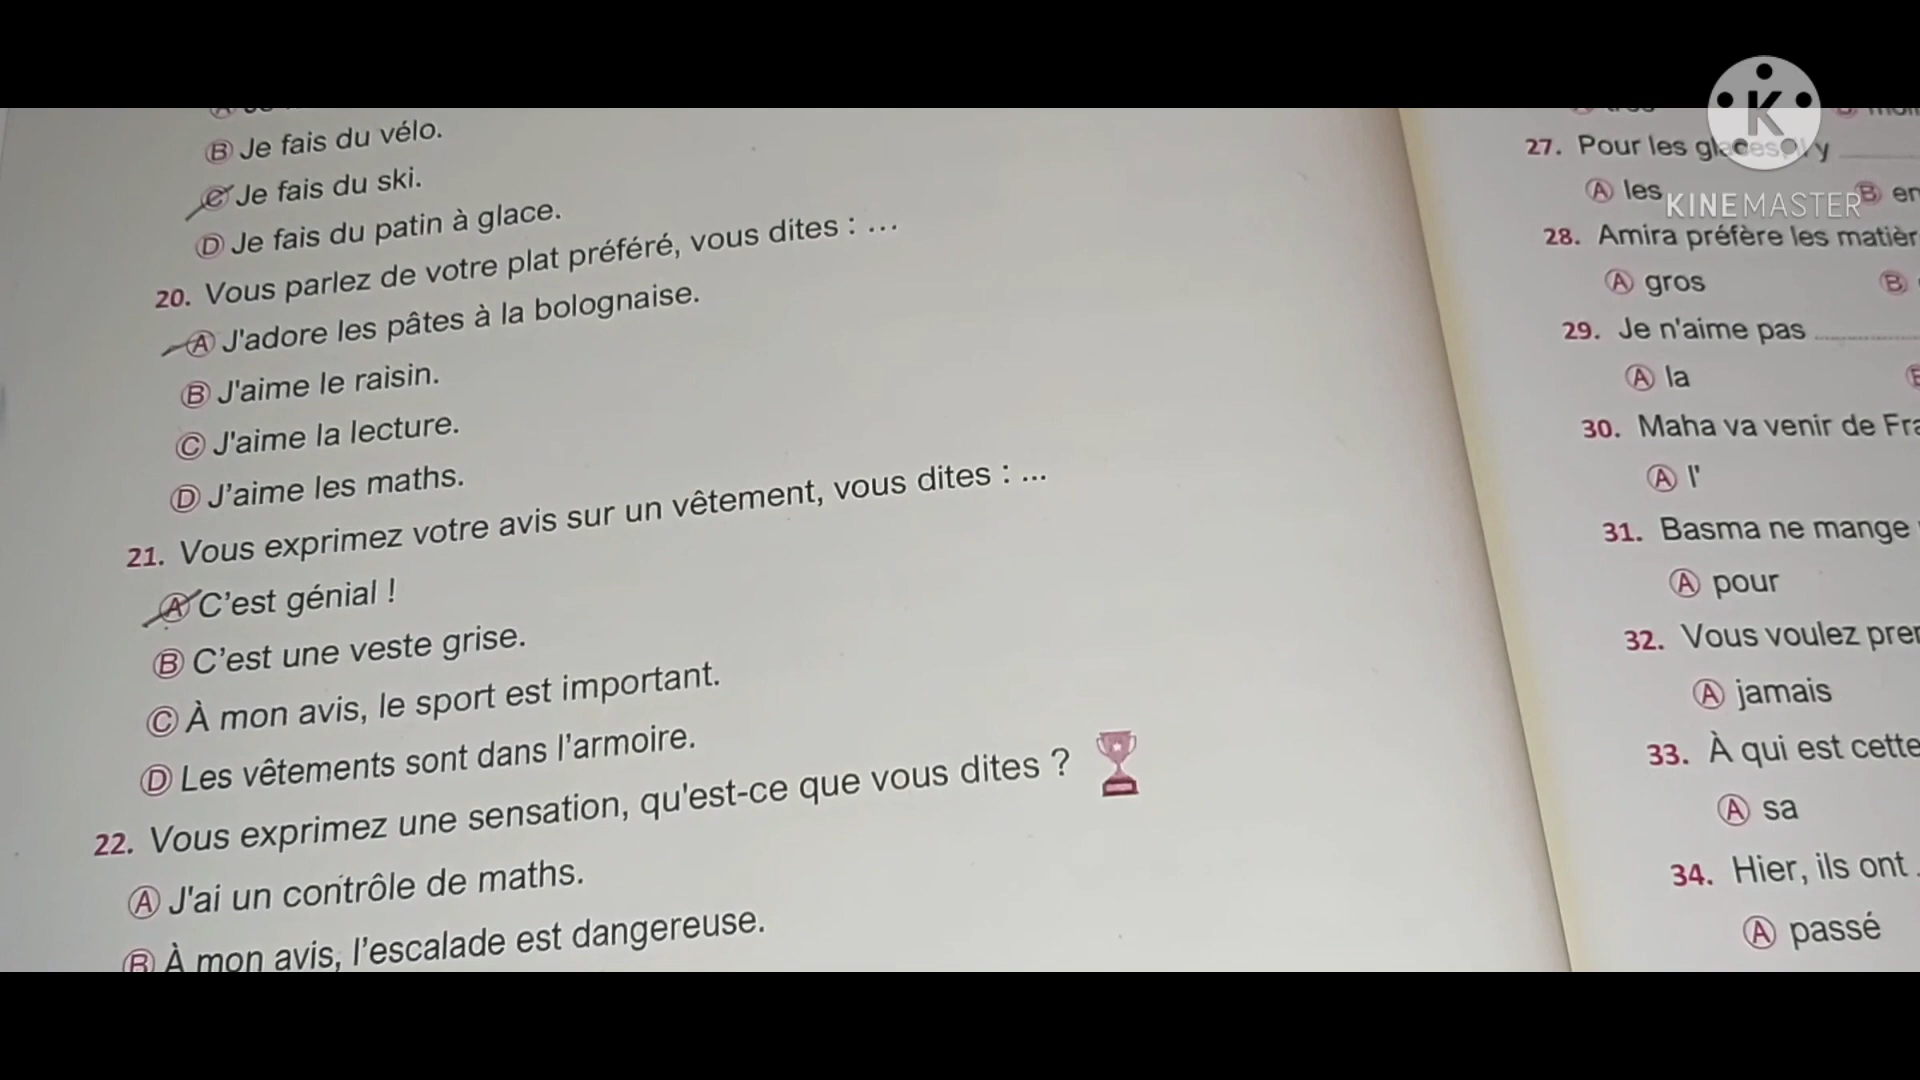 B Je fais du vélo.
C Je fais du ski.
D Je fais du patin à glace.
20. Vous parlez de votre plat préféré, vous dites : ...
A J'adore les pâtes à la bolognaise.
B J'aime le raisin.
C J'aime la lecture.
D J'aime les maths.
21. Vous exprimez votre avis sur un vêtement, vous dites : ...
A C'est génial !
B C'est une veste grise.
C À mon avis, le sport est important.
D Les vêtements sont dans l'armoire.
22. Vous exprimez une sensation, qu'est-ce que vous dites ?
A J'ai un contrôle de maths.
B À mon avis, l'escalade est dangereuse.
27. Pour les y
A les B en
28. Amira préfère les matièr
A gros B
29. Je n'aime pas
A la
30. Maha va venir de Fra
A l'
31. Basma ne mange
A pour
32. Vous voulez pren
A jamais
33. À qui est cette
A sa
34. Hier, ils ont
A passé
K
KINEMASTER